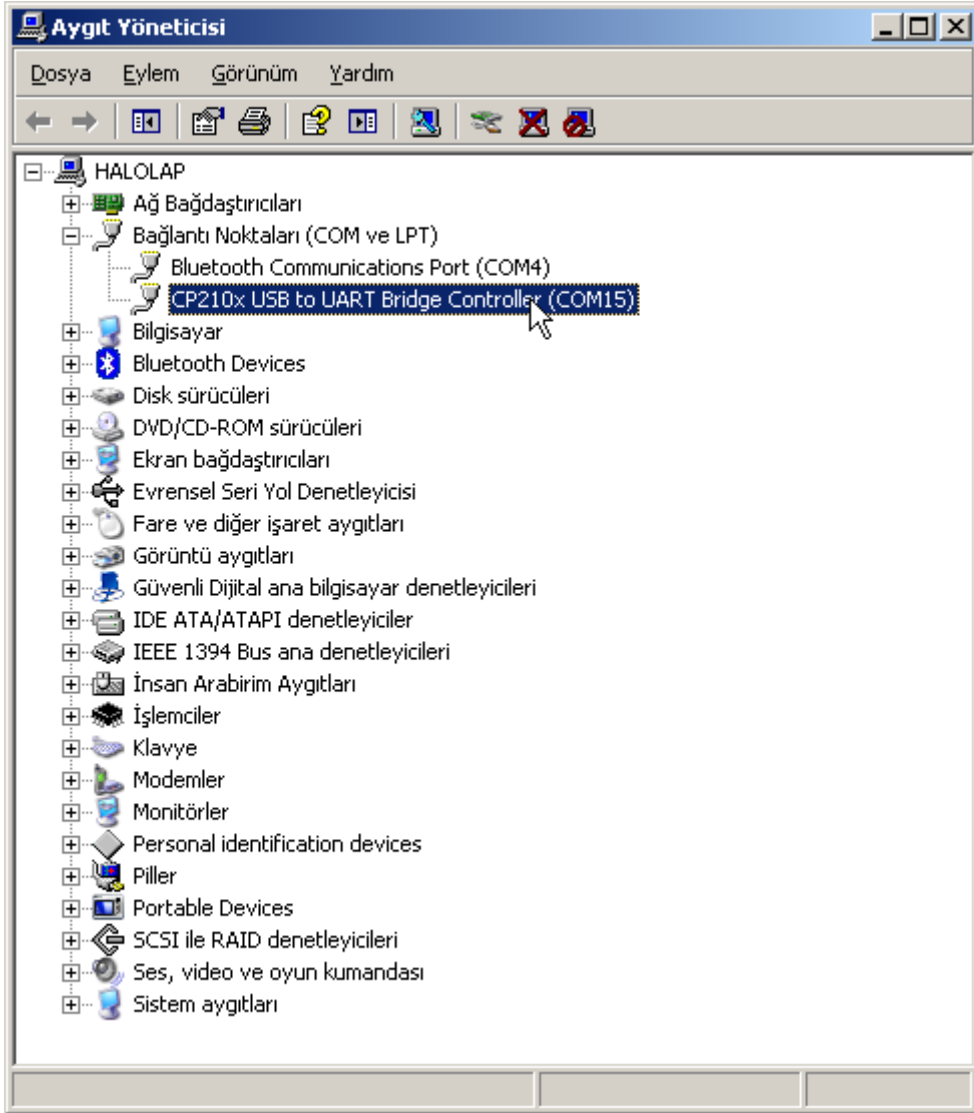 Aygıt Yöneticisi
Dosya Eylem Görünüm Yardım
HALOLAP
Ağ Bağdaştırıcıları
Bağlantı Noktaları (COM ve LPT)
Bluetooth Communications Port (COM4)
CP210x USB to UART Bridge Controller (COM15)
Bilgisayar
Bluetooth Devices
Disk sürücüleri
DVD/CD-ROM sürücüleri
Ekran bağdaştırıcıları
Evrensel Seri Yol Denetleyicisi
Fare ve diğer işaret aygıtları
Görüntü aygıtları
Güvenli Dijital ana bilgisayar denetleyicileri
IDE ATA/ATAPI denetleyiciler
IEEE 1394 Bus ana denetleyicileri
İnsan Arabirim Aygıtları
İşlemciler
Klavye
Modemler
Monitörler
Personal identification devices
Piller
Portable Devices
SCSI ile RAID denetleyicileri
Ses, video ve oyun kumandası
Sistem aygıtları